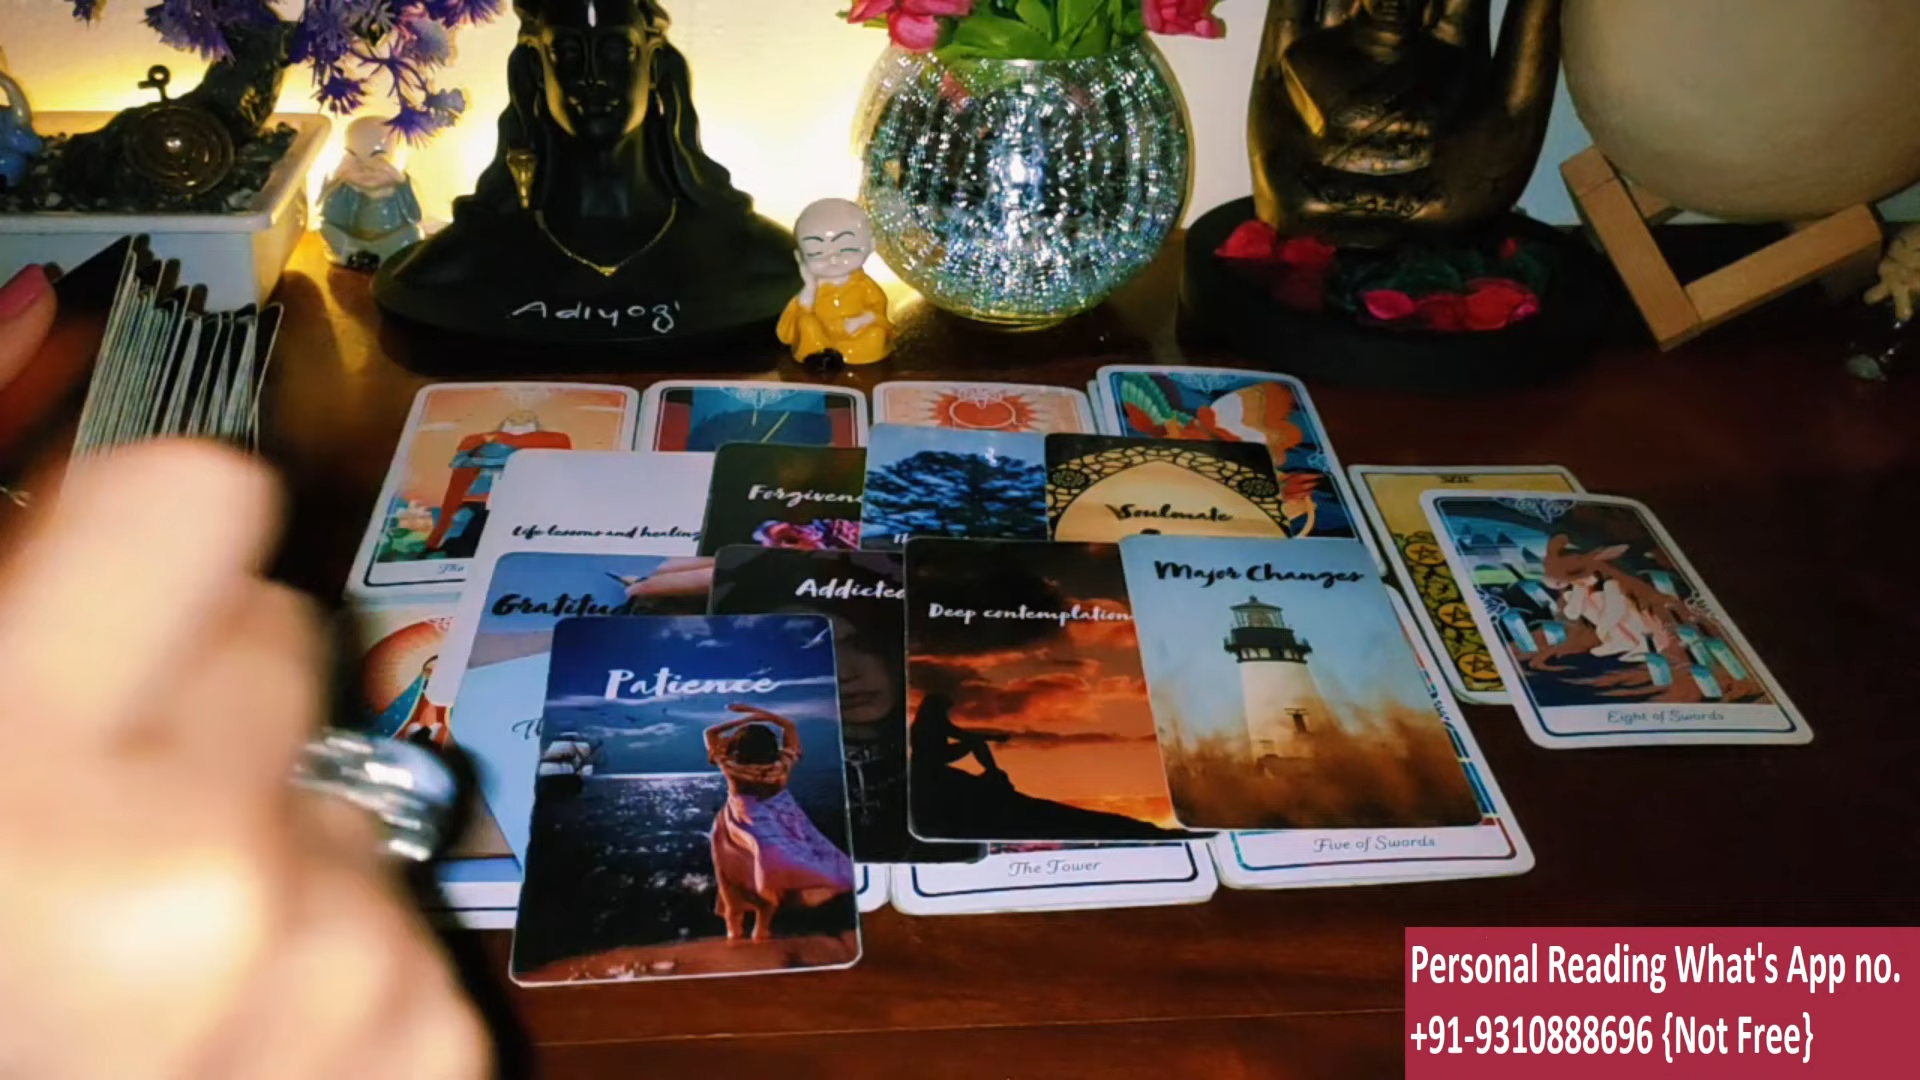 Adiyogi
Forgiven
Soulmate
Life lessons and healing
Major Changes
Gratitud
Addicted
Deep contemplation
Patience
Eight of Swords
Five of Swords
The Tower
Personal Reading What's App no.
+91-9310888696 {Not Free}